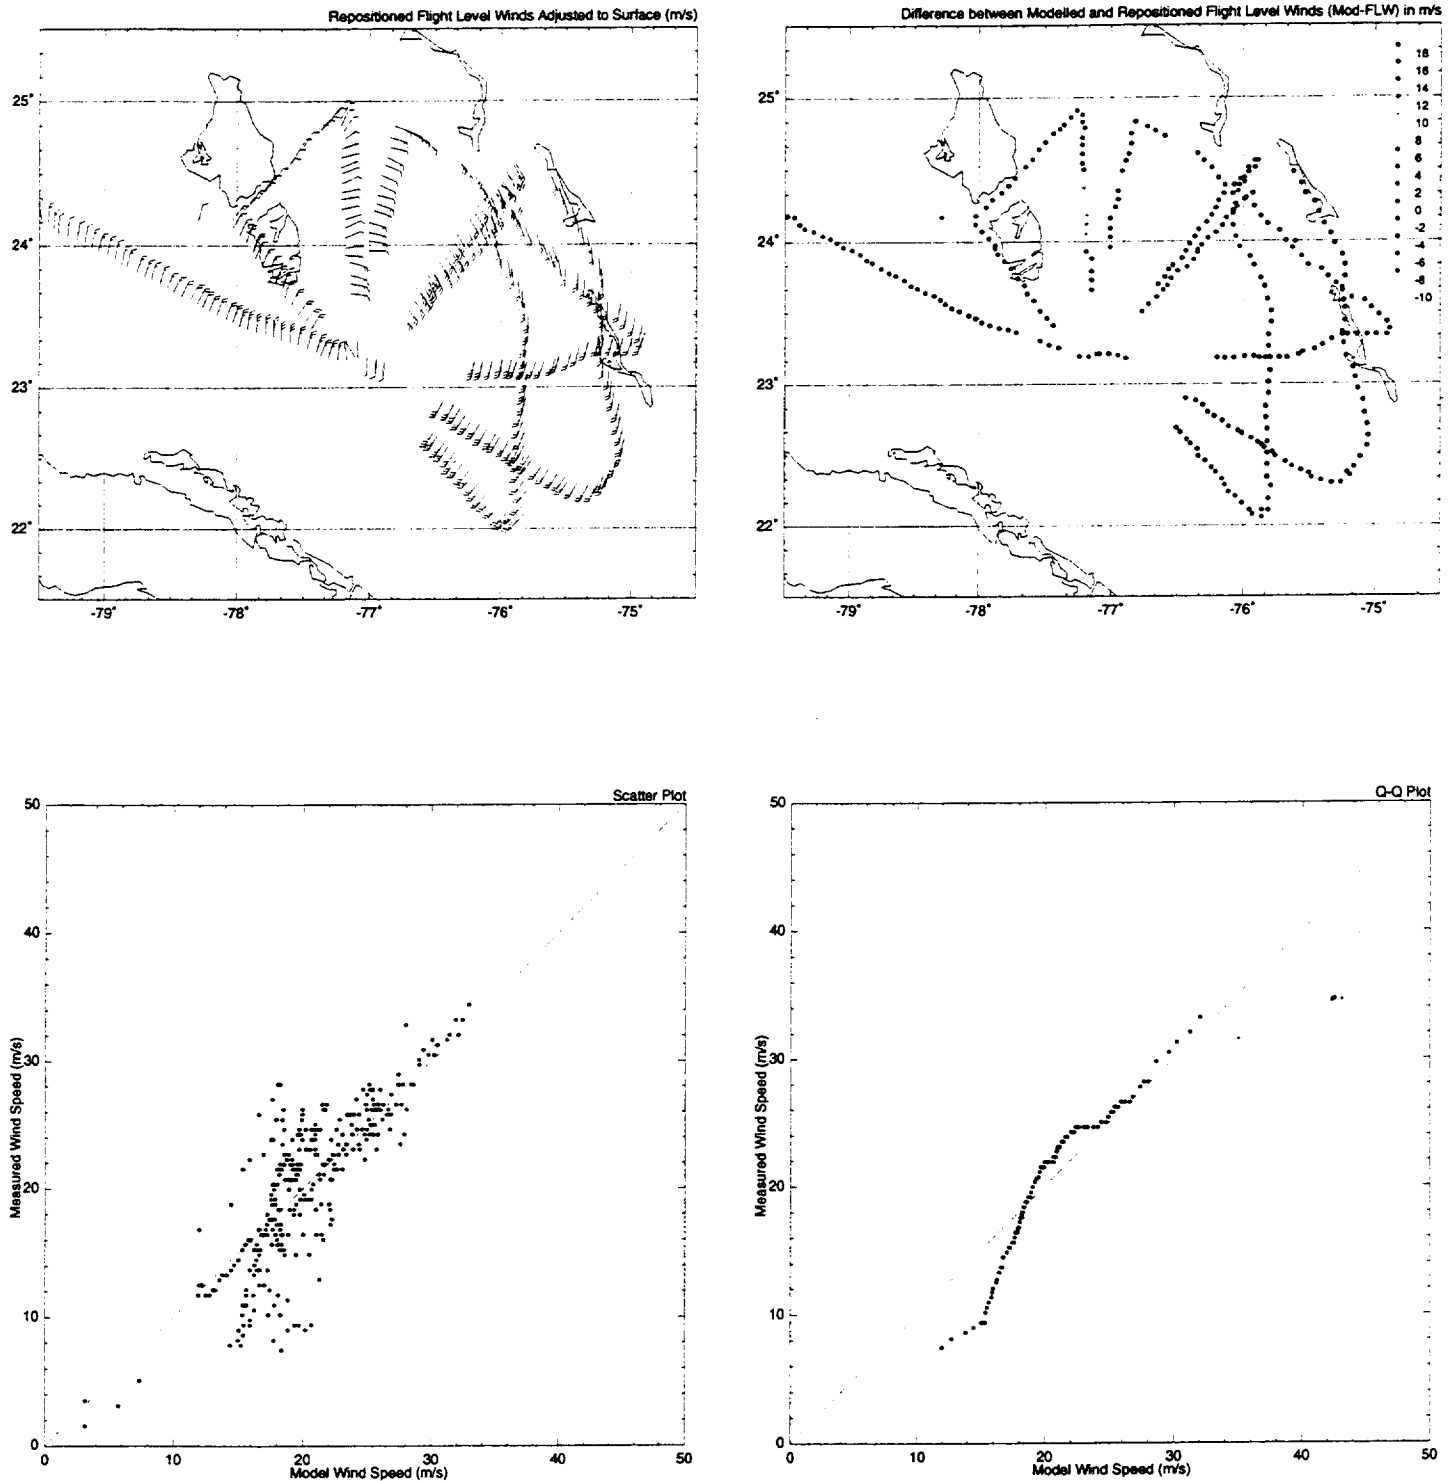 Repositioned Flight Level Winds Adjusted to Surface (m/s)
25°
24°
23°
22°
-79° -78° -77° -76° -75°
Difference between Modelled and Repositioned Flight Level Winds (Mod-FLW) in m/s
18
16
14
12
10
8
6
4
2
0
-2
-4
-6
-8
-10
25°
24°
23°
22°
-79° -78° -77° -76° -75°
Scatter Plot
50
40
30
20
10
0
Measured Wind Speed (m/s)
0 10 20 30 40 50
Model Wind Speed (m/s)
Q-Q Plot
50
40
30
20
10
0
Measured Wind Speed (m/s)
0 10 20 30 40 50
Model Wind Speed (m/s)